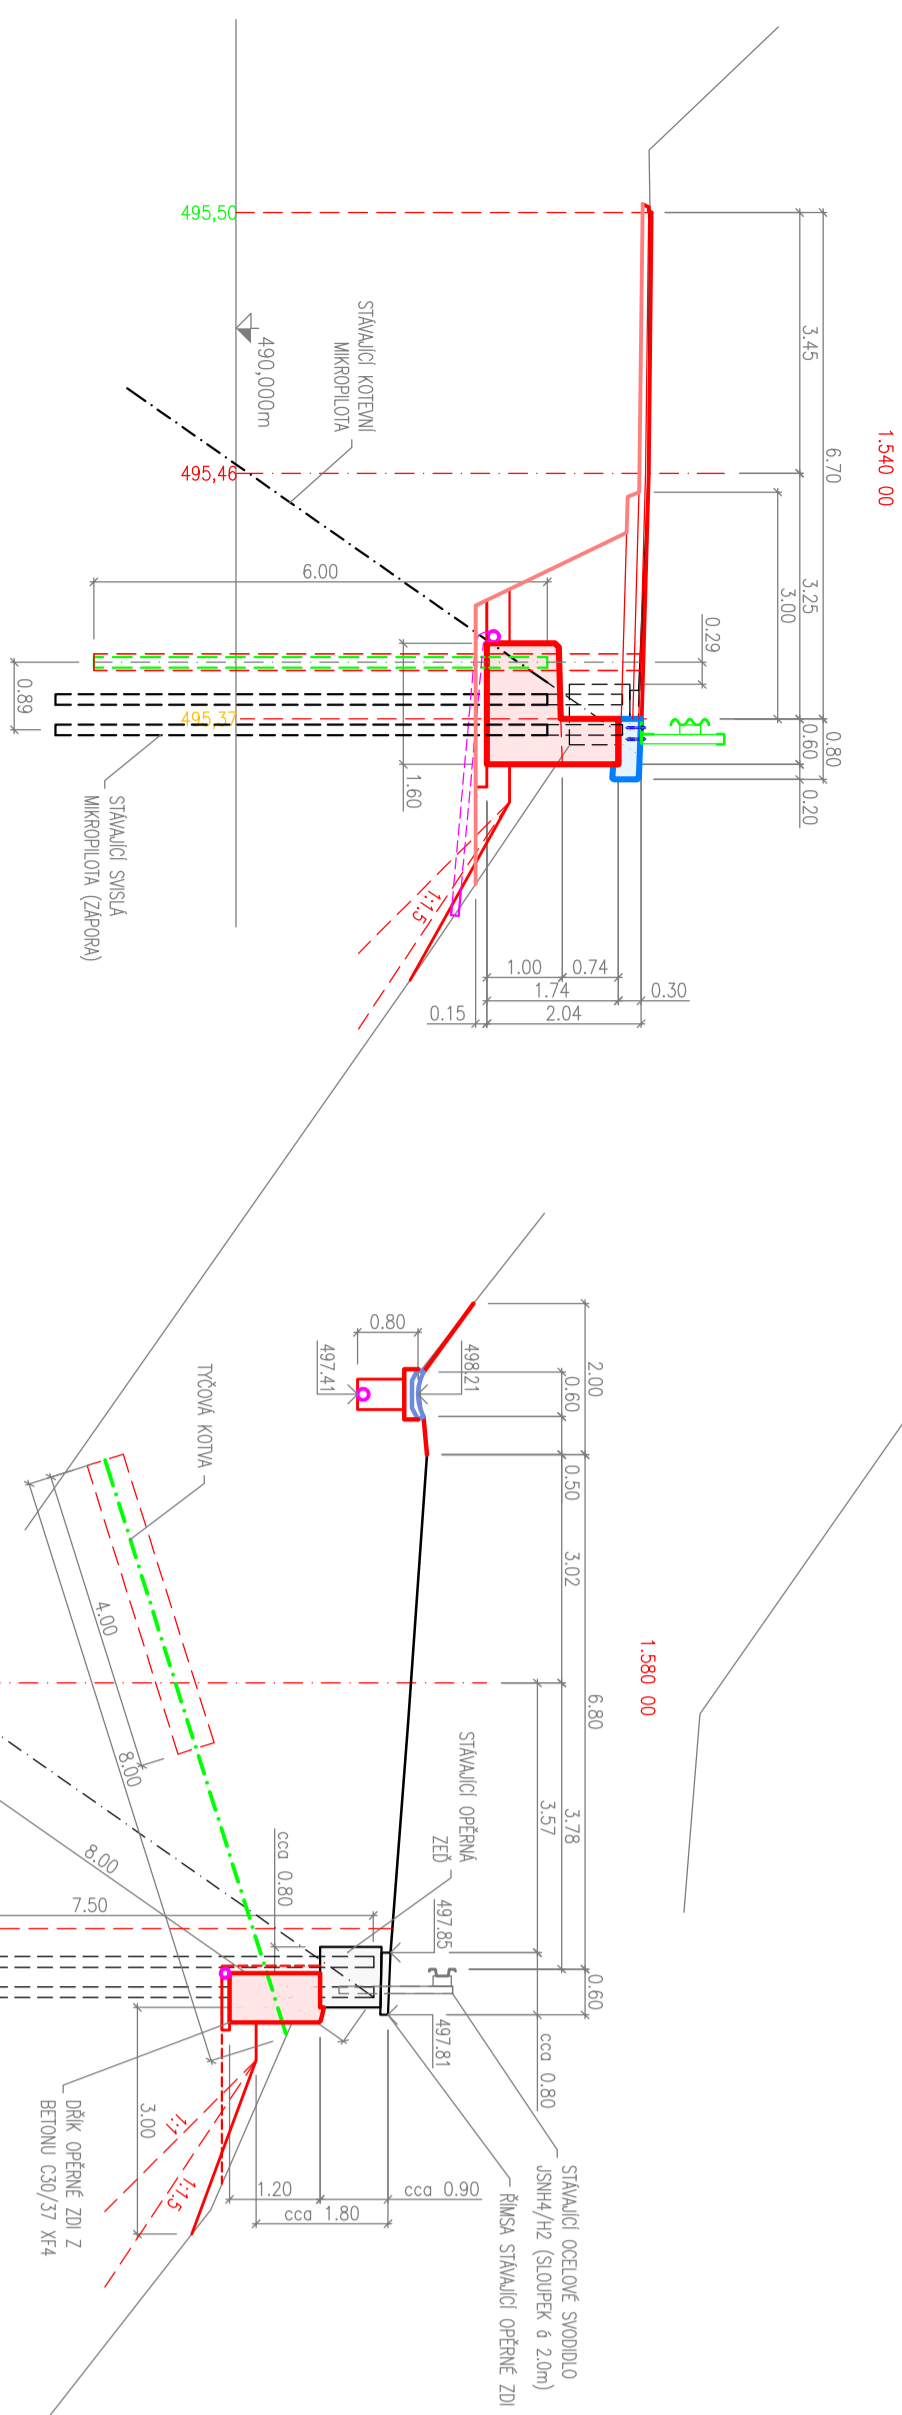 1.540 00
6.70
0.80
3.45
3.25
0.60
0.20
3.00
0.29
495,50
495,46
495,37
490,000m
STÁVAJÍCÍ KOTEVNÍ
MIKROPILOTA
6.00
0.89
1.60
STÁVAJÍCÍ SVISLÁ
MIKROPILOTA (ZÁPORA)
1:1.5
1.00
0.74
1.74
0.30
0.15
2.04
1.580 00
2.00
6.80
0.60
0.60
0.50
3.02
3.78
3.57
cca 0.80
0.80
497.41
498.21
TYČOVÁ KOTVA
4.00
8.00
8.00
7.50
cca 0.80
STÁVAJÍCÍ OPĚRNÁ
ZEĎ
497.85
497.81
STÁVAJÍCÍ OCELOVÉ SVODIDLO
JSNH4/H2 (SLOUPEK á 2.0m)
ŘÍMSA STÁVAJÍCÍ OPĚRNÉ ZDI
cca 0.90
1.20
cca 1.80
3.00
1:1
1:1.5
DŘÍK OPĚRNÉ ZDI Z
BETONU C30/37 XF4